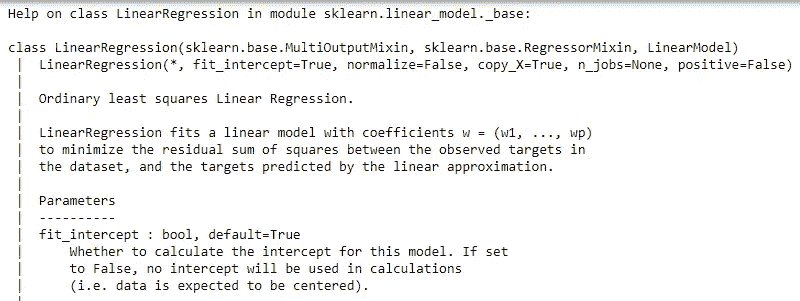 Help on class LinearRegression in module sklearn.linear_model._base:

class LinearRegression(sklearn.base.MultiOutputMixin, sklearn.base.RegressorMixin, LinearModel)
 |  LinearRegression(*, fit_intercept=True, normalize=False, copy_X=True, n_jobs=None, positive=False)
 |
 |  Ordinary least squares Linear Regression.
 |
 |  LinearRegression fits a linear model with coefficients w = (w1, ..., wp)
 |  to minimize the residual sum of squares between the observed targets in
 |  the dataset, and the targets predicted by the linear approximation.
 |
 |  Parameters
 |  ----------
 |  fit_intercept : bool, default=True
 |      Whether to calculate the intercept for this model. If set
 |      to False, no intercept will be used in calculations
 |      (i.e. data is expected to be centered).
 |